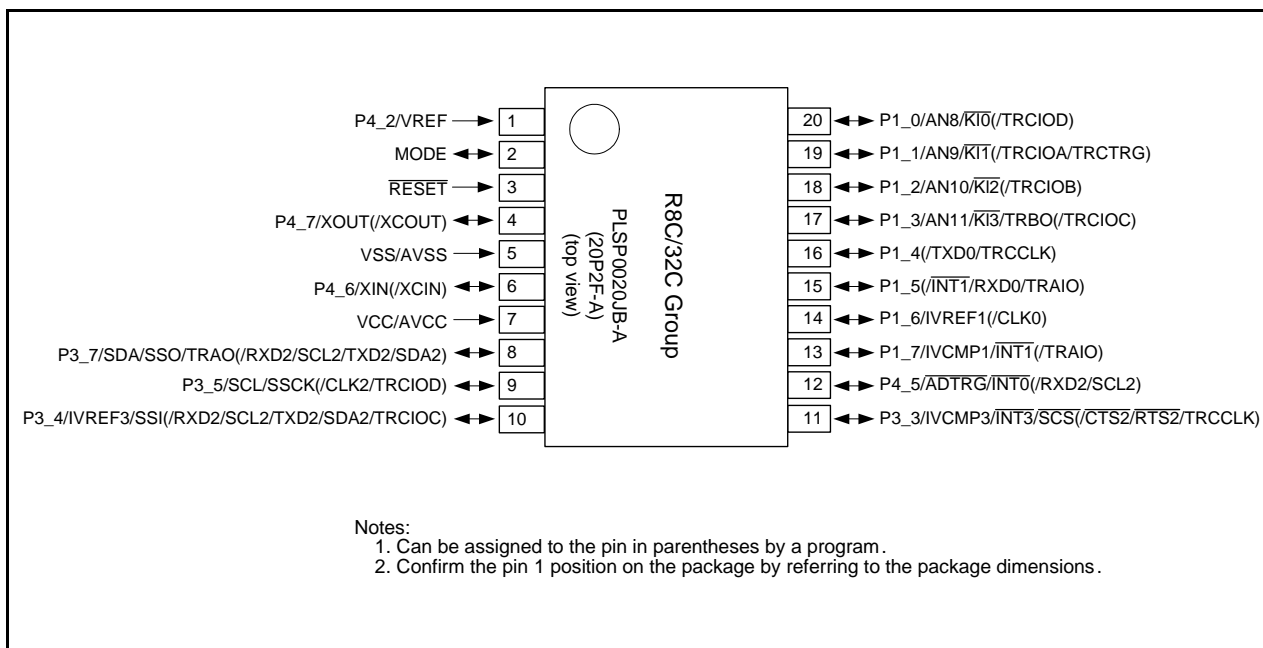 P4_2/VREF
MODE
RESET
P4_7/XOUT(/XCOUT)
VSS/AVSS
P4_6/XIN(/XCIN)
VCC/AVCC
P3_7/SDA/SSO/TRAO(/RXD2/SCL2/TXD2/SDA2)
P3_5/SCL/SSCK(/CLK2/TRCIOD)
P3_4/IVREF3/SSI(/RXD2/SCL2/TXD2/SDA2/TRCIOC)
1
2
3
4
5
6
7
8
9
10
R8C/32C Group
PLSP0020JB-A
(20P2F-A)
(top view)
20
19
18
17
16
15
14
13
12
11
P1_0/AN8/KI0(/TRCIOD)
P1_1/AN9/KI1(/TRCIOA/TRCTRG)
P1_2/AN10/KI2(/TRCIOB)
P1_3/AN11/KI3/TRBO(/TRCIOC)
P1_4(/TXD0/TRCCLK)
P1_5(/INT1/RXD0/TRAIO)
P1_6/IVREF1(/CLK0)
P1_7/IVCMP1/INT1(/TRAIO)
P4_5/ADTRG/INT0(/RXD2/SCL2)
P3_3/IVCMP3/INT3/SCS(/CTS2/RTS2/TRCCLK)
Notes:
1. Can be assigned to the pin in parentheses by a program.
2. Confirm the pin 1 position on the package by referring to the package dimensions.